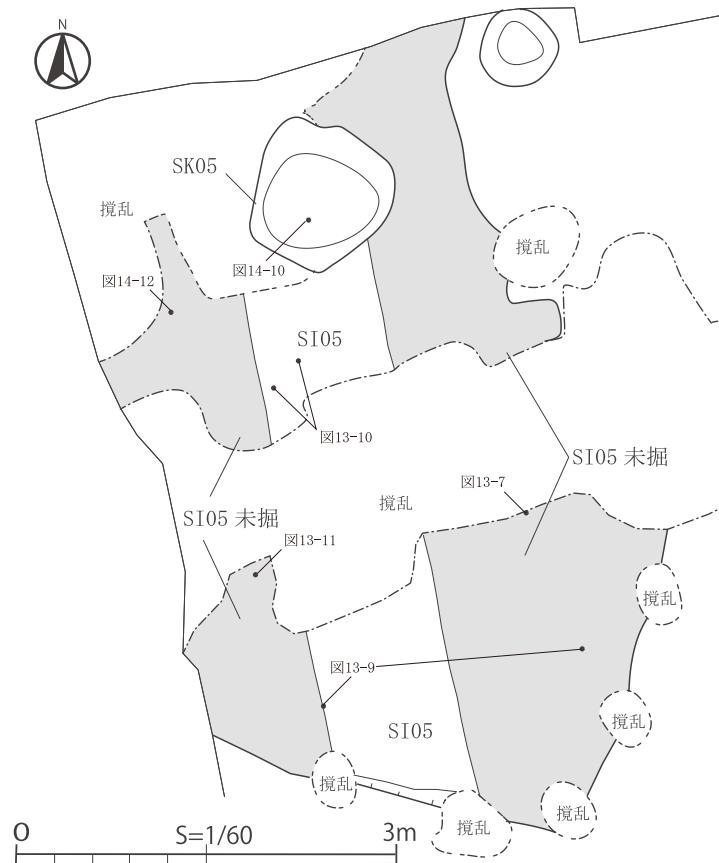 N
SK05
撹乱
図14-10
図14-12
撹乱
SI05
図13-10
SI05 未掘
図13-7
撹乱
SI05 未掘
図13-11
撹乱
図13-9
SI05
撹乱
撹乱
撹乱
撹乱
0 S=1/60 3m